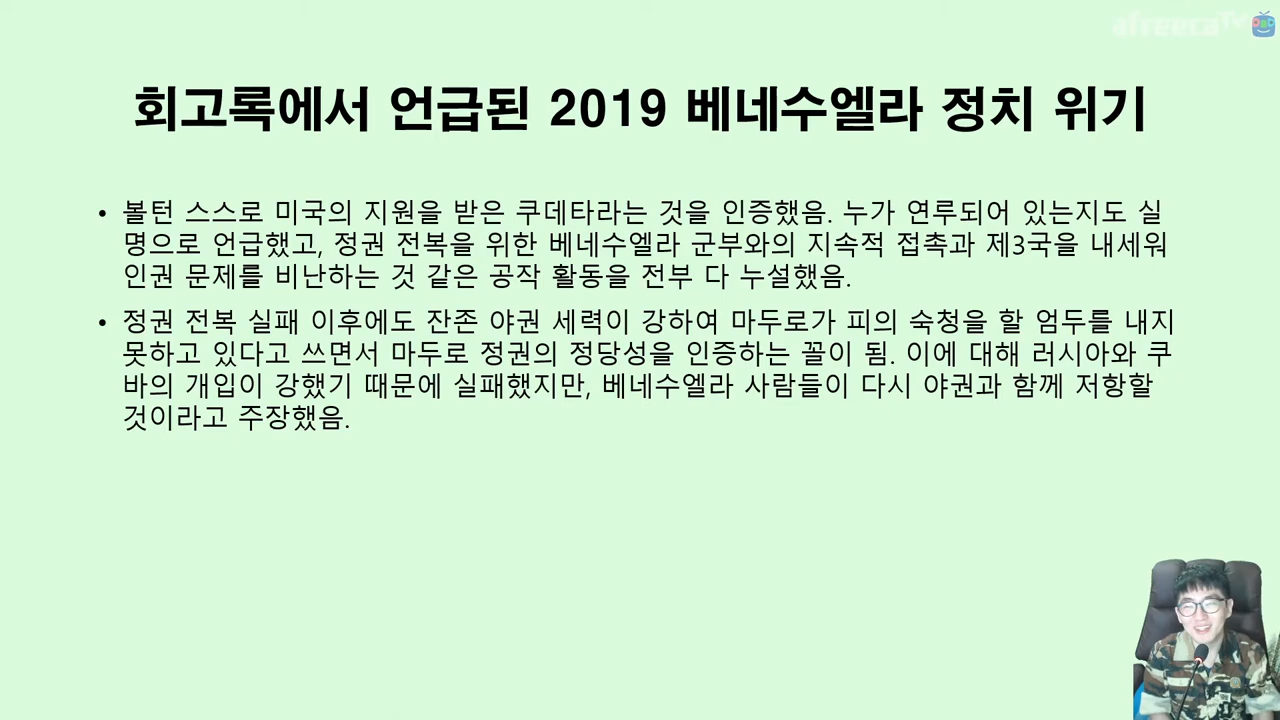 afreecaTV
회고록에서 언급된 2019 베네수엘라 정치 위기
• 볼턴 스스로 미국의 지원을 받은 쿠데타라는 것을 인증했음. 누가 연루되어 있는지도 실
명으로 언급했고, 정권 전복을 위한 베네수엘라 군부와의 지속적 접촉과 제3국을 내세워
인권 문제를 비난하는 것 같은 공작 활동을 전부 다 누설했음.
• 정권 전복 실패 이후에도 잔존 야권 세력이 강하여 마두로가 피의 숙청을 할 엄두를 내지
못하고 있다고 쓰면서 마두로 정권의 정당성을 인증하는 꼴이 됨. 이에 대해 러시아와 쿠
바의 개입이 강했기 때문에 실패했지만, 베네수엘라 사람들이 다시 야권과 함께 저항할
것이라고 주장했음.